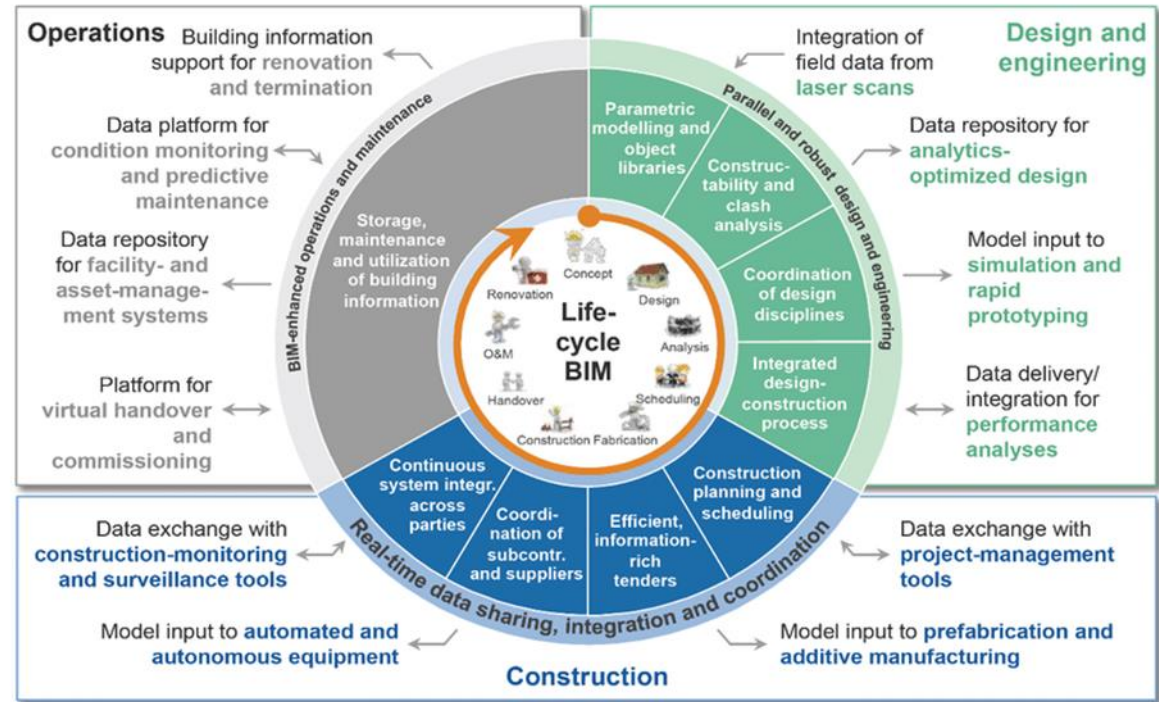 Operations
Building information
support for renovation
and termination
Data platform for
condition monitoring
and predictive
maintenance
Data repository
for facility- and
asset-manage-
ment systems
Platform for
virtual handover
and
commissioning
BIM-enhanced operations and maintenance
Storage,
maintenance
and utilization
of building
information
Design and
engineering
Integration of
field data from
laser scans
Data repository for
analytics-
optimized design
Model input to
simulation and
rapid
prototyping
Data delivery/
integration for
performance
analyses
Parallel and robust design and engineering
Parametric
modelling and
object
libraries
Construc-
tability and
clash
analysis
Coordination
of design
disciplines
Integrated
design-
construction
process
Life-
cycle
BIM
Concept
Design
Analysis
Scheduling
Fabrication
Construction
Handover
O&M
Renovation
Construction
planning and
scheduling
Efficient,
information-
rich
tenders
Coordi-
nation of
subcontr.
and suppliers
Continuous
system integr.
across
parties
Real-time data sharing, integration and coordination
Data exchange with
construction-monitoring
and surveillance tools
Model input to automated and
autonomous equipment
Data exchange with
project-management
tools
Model input to prefabrication and
additive manufacturing
Construction